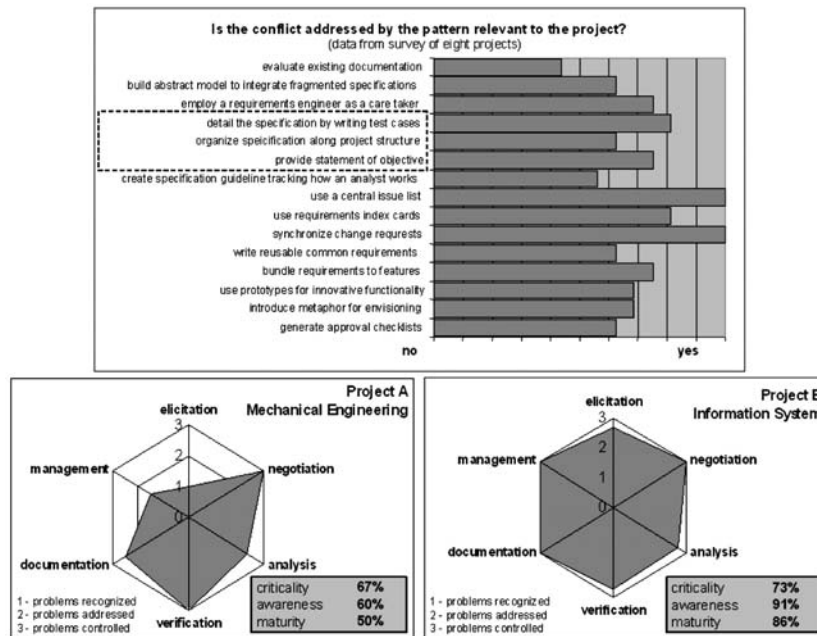 Is the conflict addressed by the pattern relevant to the project?
(data from survey of eight projects)
evaluate existing documentation
build abstract model to integrate fragmented specifications
employ a requirements engineer as a care taker
detail the specification by writing test cases
organize speicification along project structure
provide statement of objective
create specification guideline tracking how an analyst works
use a central issue list
use requirements index cards
synchronize change requrests
write reusable common requirements
bundle requirements to features
use prototypes for innovative functionality
introduce metaphor for envisioning
generate approval checklists
no yes
Project A
Mechanical Engineering
elicitation
3
2
1
0
management
negotiation
documentation
analysis
verification
1 - problems recognized
2 - problems addressed
3 - problems controlled
criticality 67%
awareness 60%
maturity 50%
Project B
Information System
elicitation
3
2
1
0
management
negotiation
documentation
analysis
verification
1 - problems recognized
2 - problems addressed
3 - problems controlled
criticality 73%
awareness 91%
maturity 86%